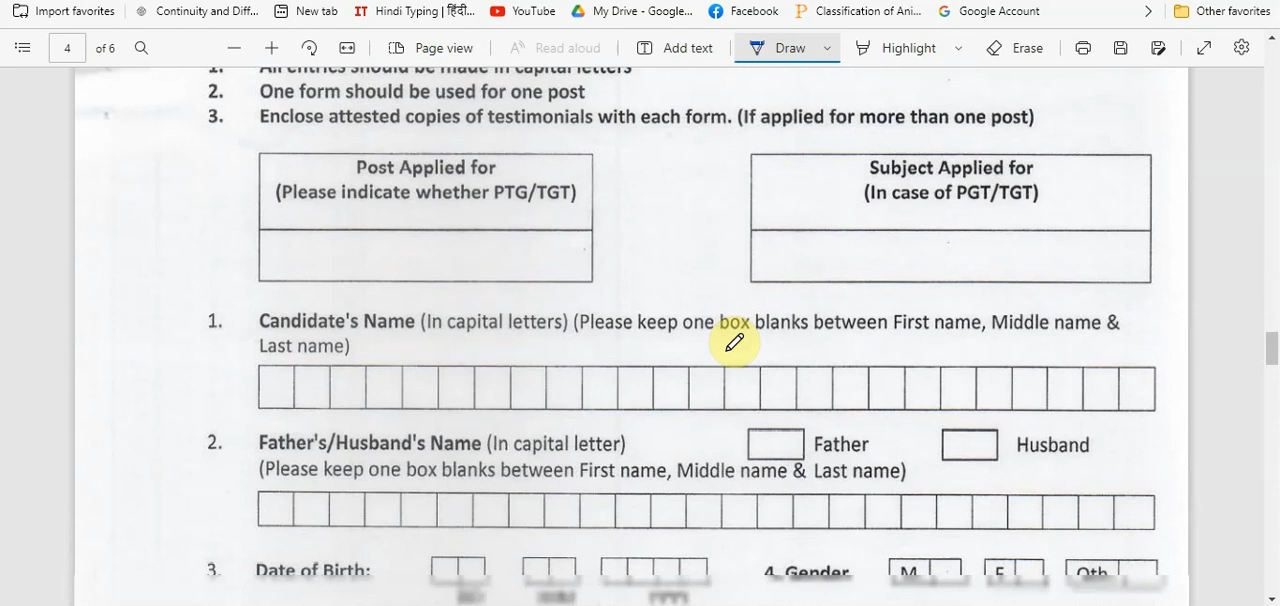 Import favorites Continuity and Diff... New tab IT Hindi Typing | हिंदी... YouTube My Drive - Google... Facebook Classification of Ani... Google Account Other favorites
4 of 6 Page view Read aloud Add text Draw Highlight Erase
1. All entries should be made in capital letters
2. One form should be used for one post
3. Enclose attested copies of testimonials with each form. (If applied for more than one post)
Post Applied for
(Please indicate whether PTG/TGT)
Subject Applied for
(In case of PGT/TGT)
1. Candidate's Name (In capital letters) (Please keep one box blanks between First name, Middle name &
Last name)
2. Father's/Husband's Name (In capital letter) Father Husband
(Please keep one box blanks between First name, Middle name & Last name)
3. Date of Birth: 4. Gender M F Oth